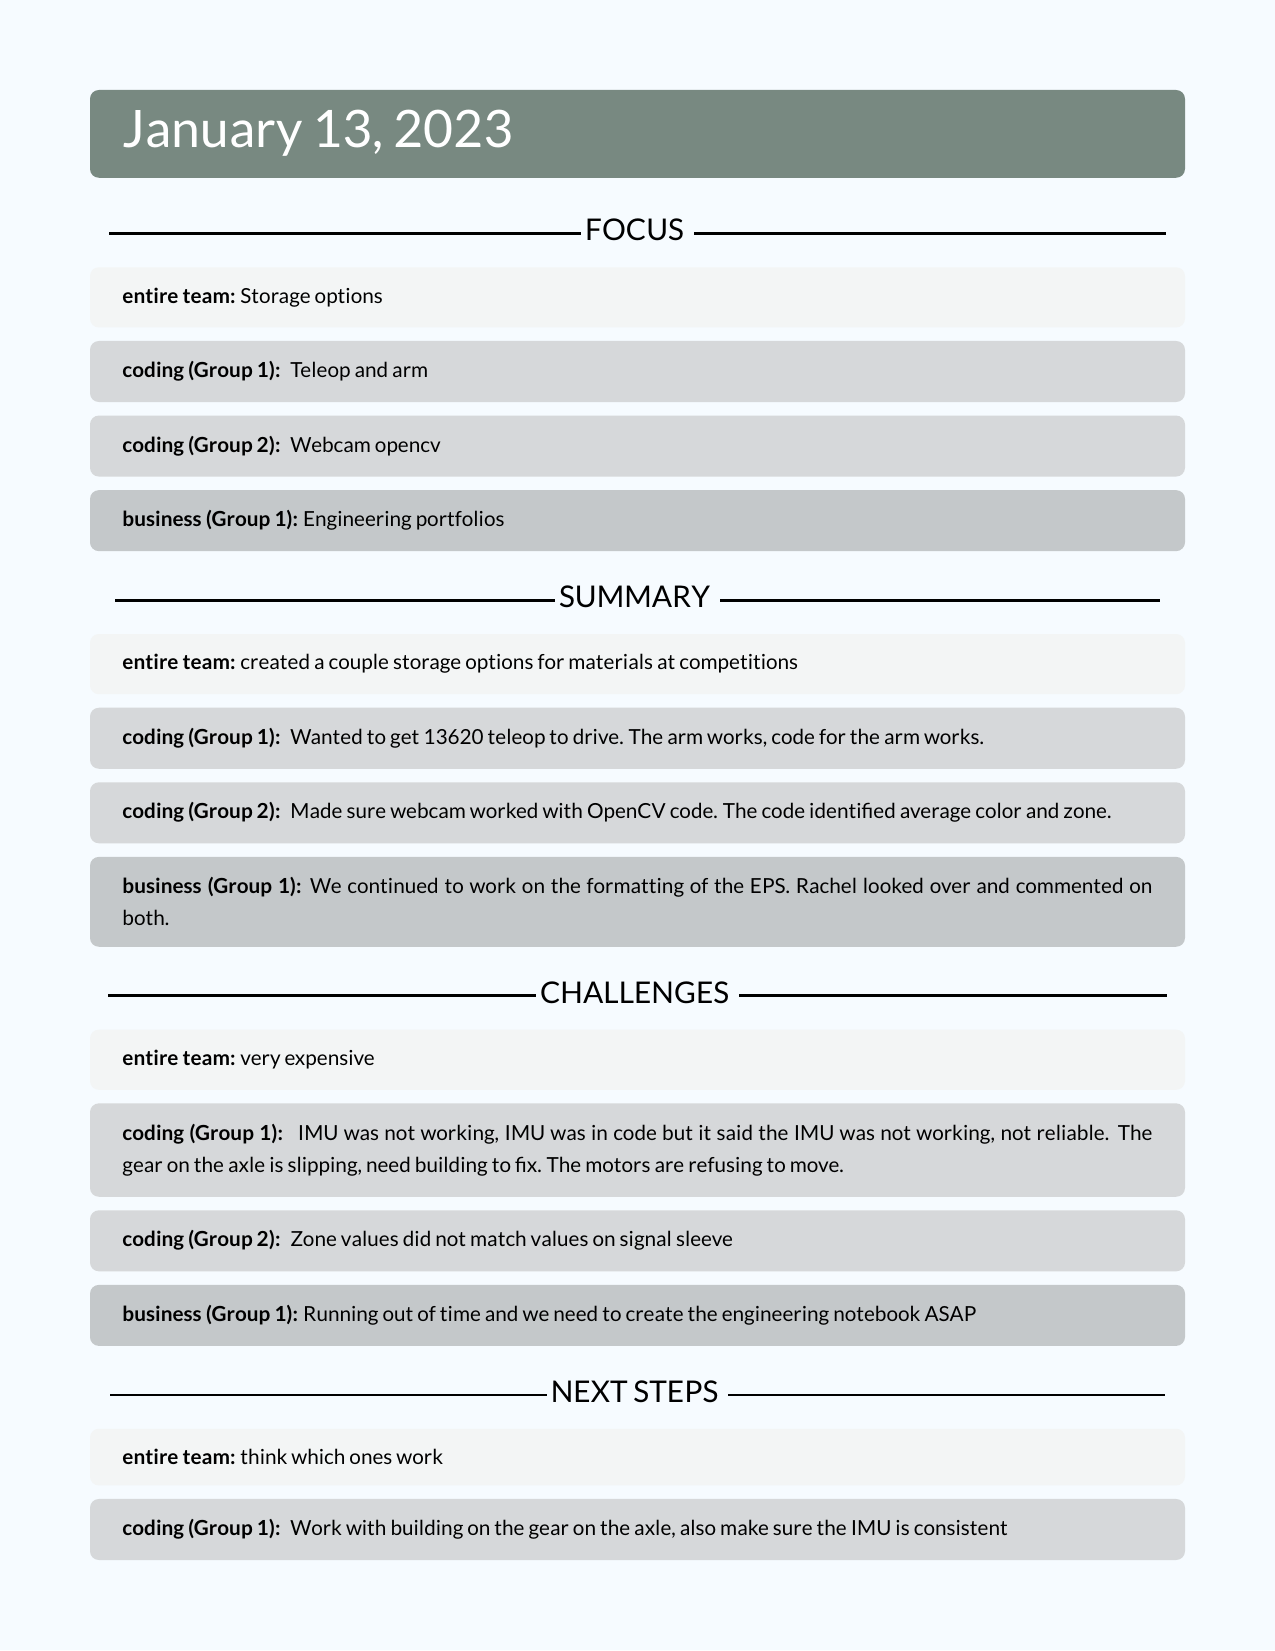 January 13, 2023
FOCUS
entire team: Storage options
coding (Group 1): Teleop and arm
coding (Group 2): Webcam opencv
business (Group 1): Engineering portfolios
SUMMARY
entire team: created a couple storage options for materials at competitions
coding (Group 1): Wanted to get 13620 teleop to drive. The arm works, code for the arm works.
coding (Group 2): Made sure webcam worked with OpenCV code. The code identified average color and zone.
business (Group 1): We continued to work on the formatting of the EPS. Rachel looked over and commented on
both.
CHALLENGES
entire team: very expensive
coding (Group 1): IMU was not working, IMU was in code but it said the IMU was not working, not reliable. The
gear on the axle is slipping, need building to fix. The motors are refusing to move.
coding (Group 2): Zone values did not match values on signal sleeve
business (Group 1): Running out of time and we need to create the engineering notebook ASAP
NEXT STEPS
entire team: think which ones work
coding (Group 1): Work with building on the gear on the axle, also make sure the IMU is consistent